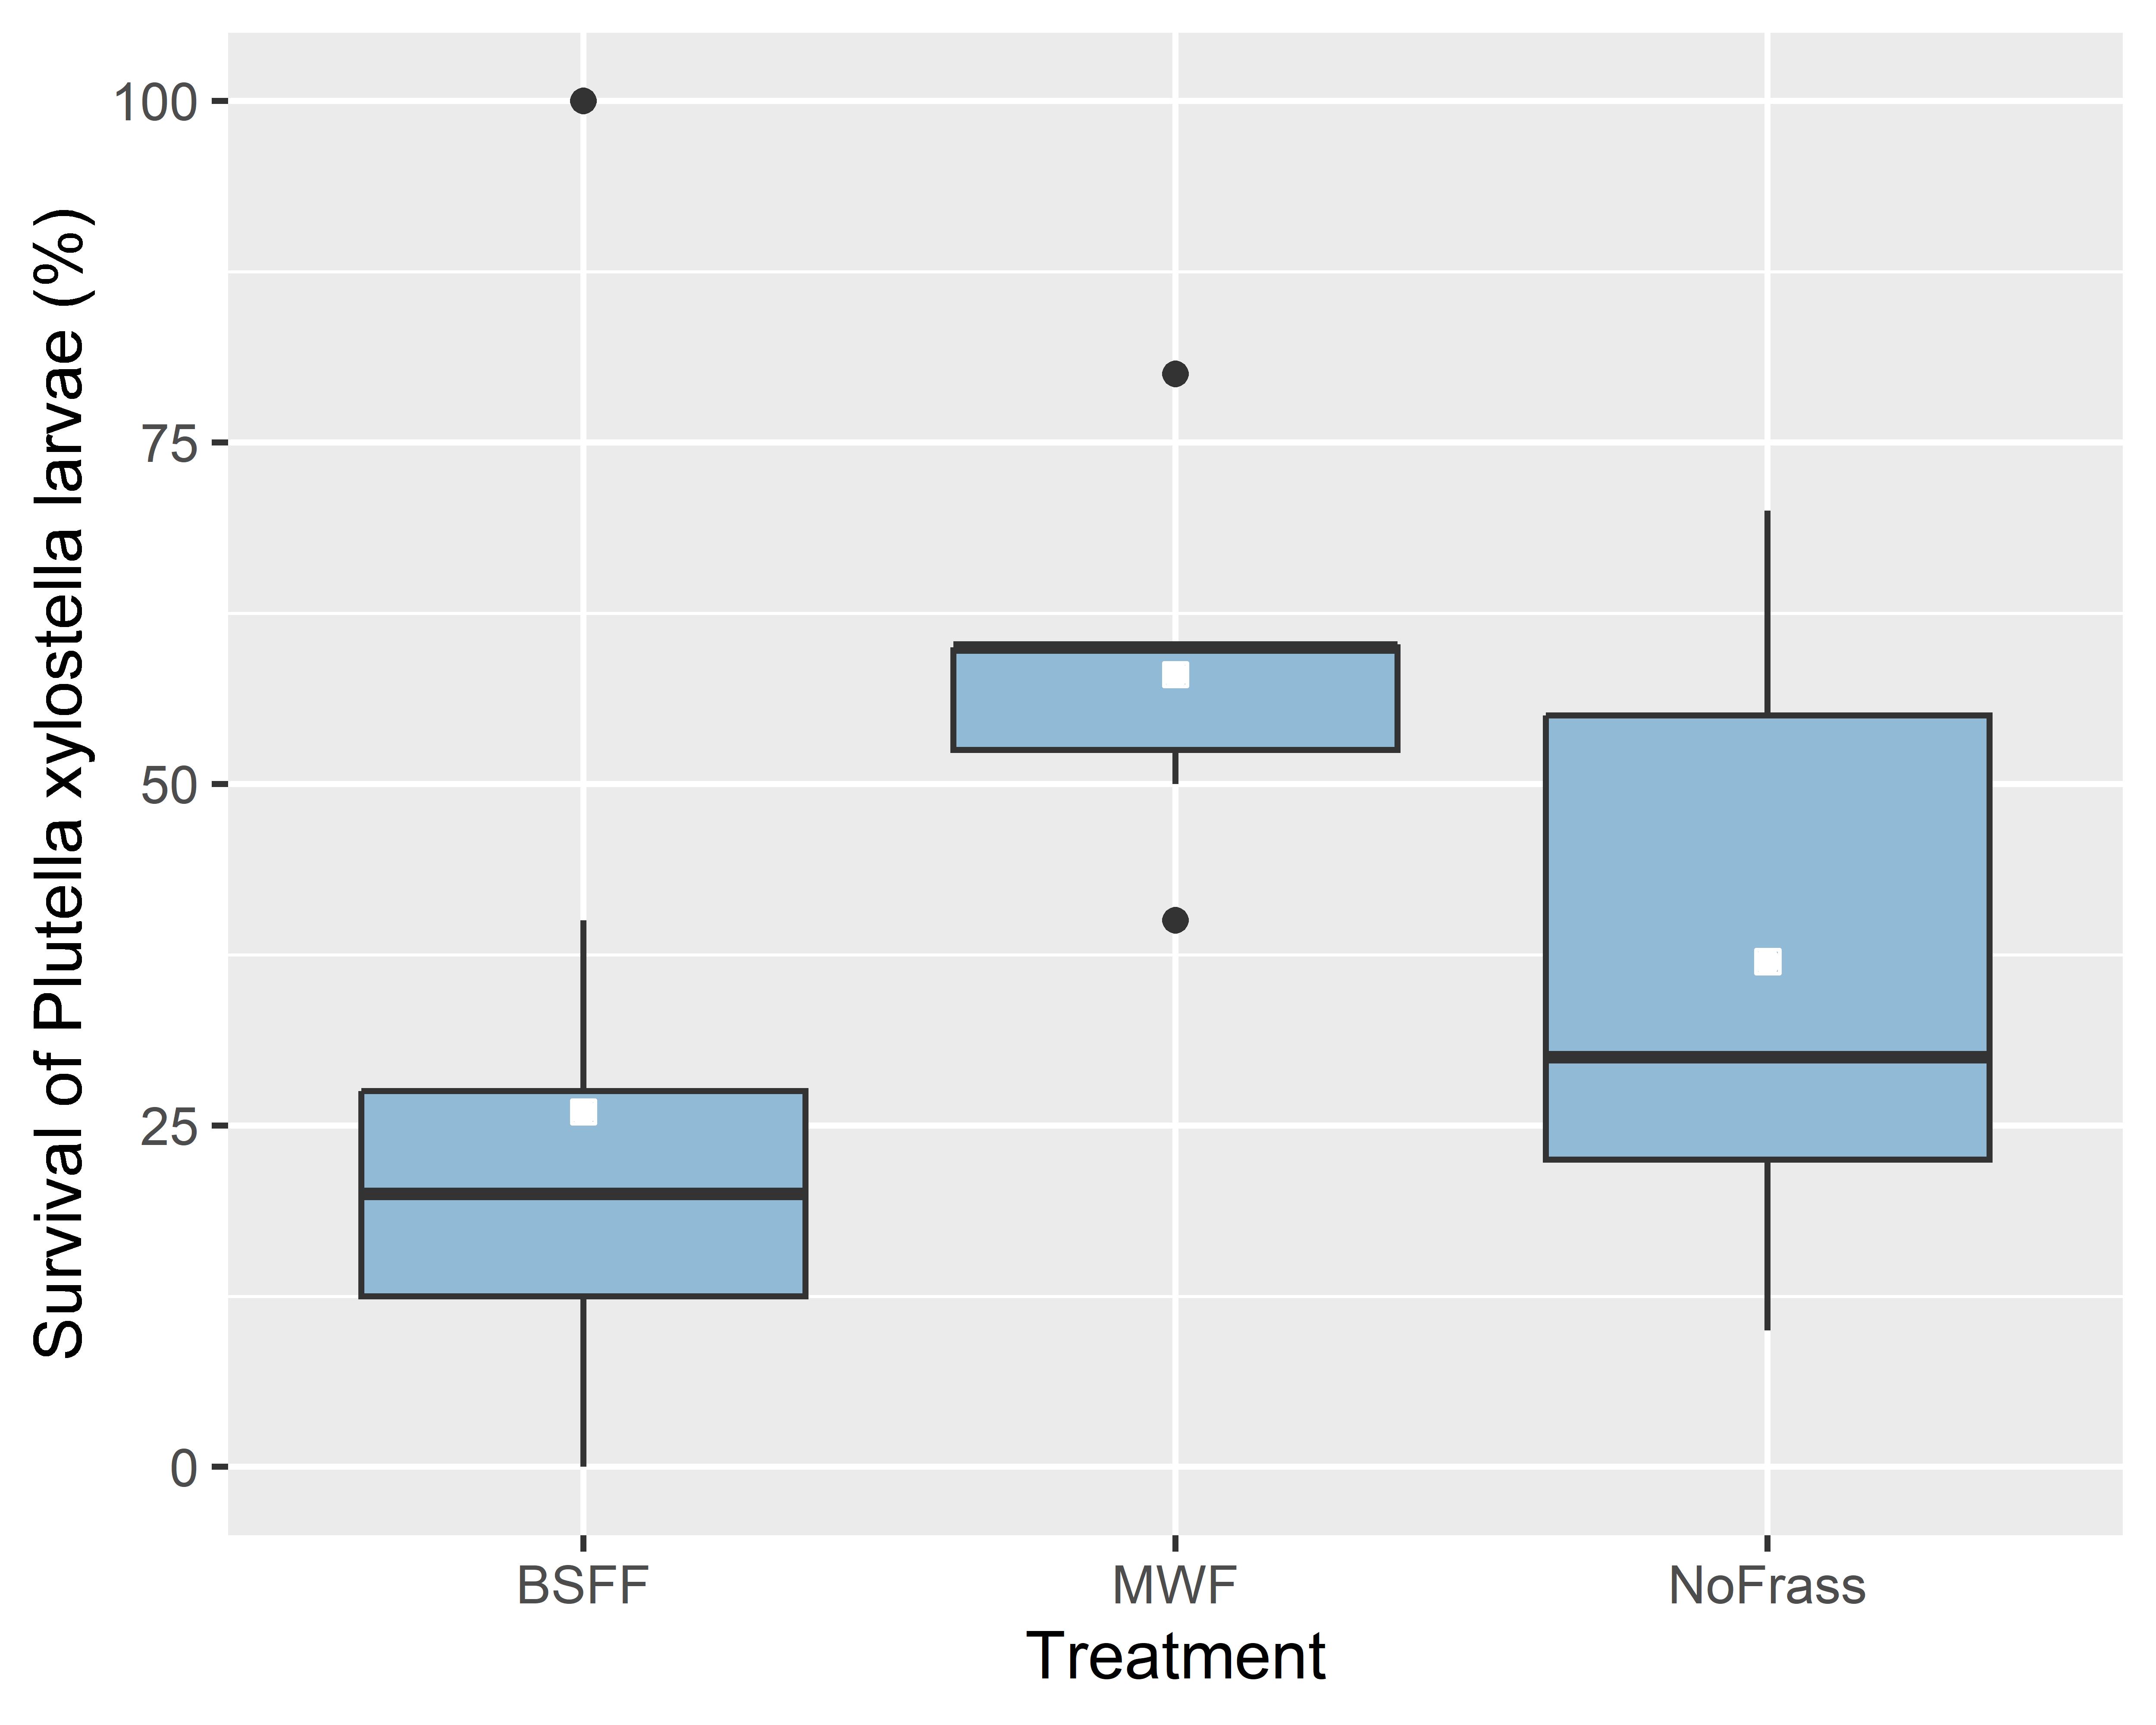 Survival of Plutella xylostella larvae (%)
100
75
50
25
0
BSFF
MWF
NoFrass
Treatment